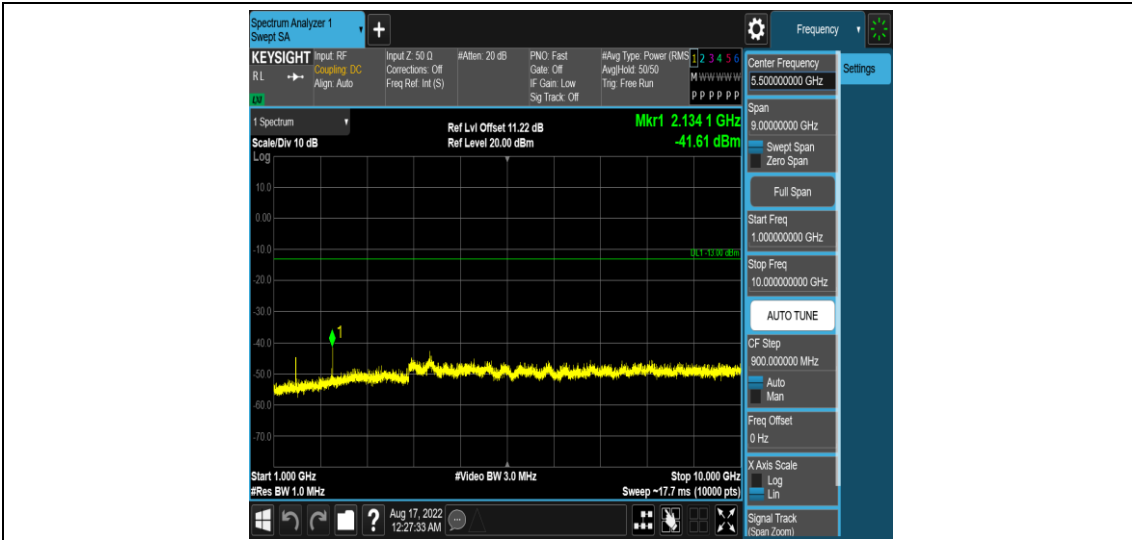 Spectrum Analyzer 1
Swept SA
Frequency
KEYSIGHT
RL
LXI
Input: RF
Coupling: DC
Align: Auto
Input Z: 50 Ω
Corrections: Off
Freq Ref: Int (S)
#Atten: 20 dB
PNO: Fast
Gate: Off
IF Gain: Low
Sig Track: Off
#Avg Type: Power (RMS
Avg|Hold: 50/50
Trig: Free Run
1 2 3 4 5 6
M W W W W W
P P P P P P
1 Spectrum
Scale/Div 10 dB
Log
Ref Lvl Offset 11.22 dB
Ref Level 20.00 dBm
Mkr1 2.134 1 GHz
-41.61 dBm
10.0
0.00
-10.0
DL1 -13.00 dBm
-20.0
-30.0
1
-40.0
-50.0
-60.0
-70.0
Start 1.000 GHz
#Res BW 1.0 MHz
#Video BW 3.0 MHz
Stop 10.000 GHz
Sweep ~17.7 ms (10000 pts)
?
Aug 17, 2022
12:27:33 AM
Center Frequency
5.500000000 GHz
Settings
Span
9.00000000 GHz
Swept Span
Zero Span
Full Span
Start Freq
1.000000000 GHz
Stop Freq
10.000000000 GHz
AUTO TUNE
CF Step
900.000000 MHz
Auto
Man
Freq Offset
0 Hz
X Axis Scale
Log
Lin
Signal Track
(Span Zoom)